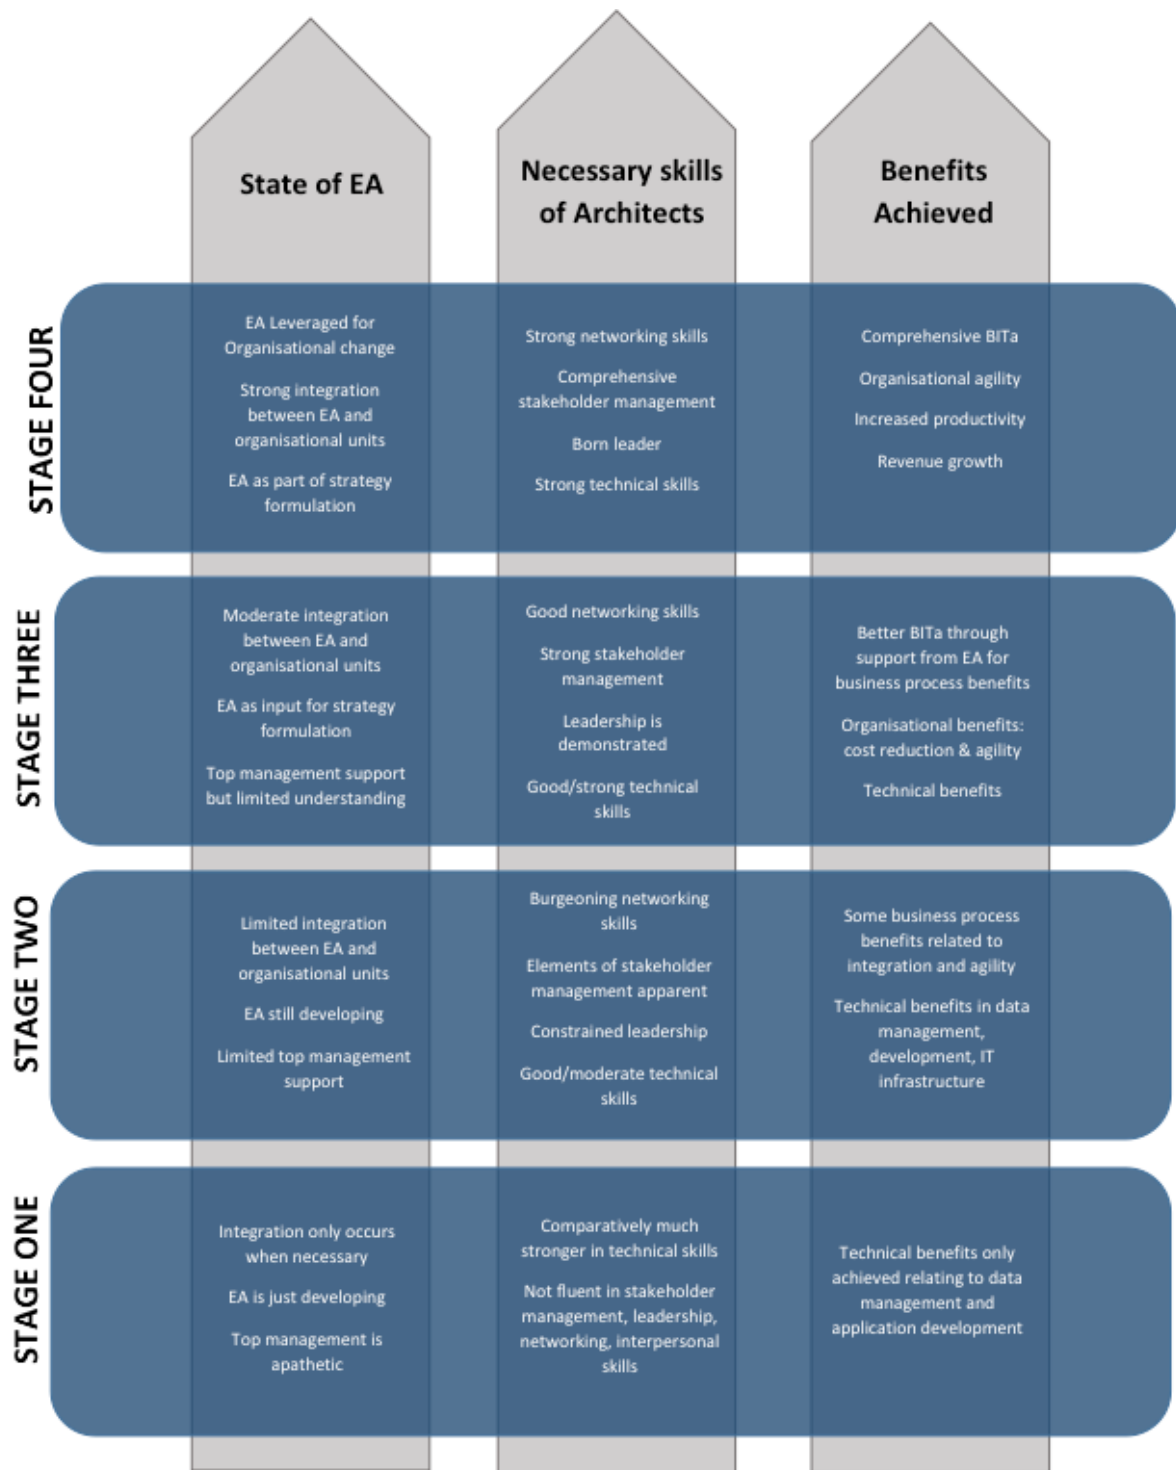 State of EA
Necessary skills
of Architects
Benefits
Achieved
STAGE FOUR
EA Leveraged for
Organisational change
Strong integration
between EA and
organisational units
EA as part of strategy
formulation
Strong networking skills
Comprehensive
stakeholder management
Born leader
Strong technical skills
Comprehensive BITa
Organisational agility
Increased productivity
Revenue growth
STAGE THREE
Moderate integration
between EA and
organisational units
EA as input for strategy
formulation
Top management support
but limited understanding
Good networking skills
Strong stakeholder
management
Leadership is
demonstrated
Good/strong technical
skills
Better BITa through
support from EA for
business process benefits
Organisational benefits:
cost reduction & agility
Technical benefits
STAGE TWO
Limited integration
between EA and
organisational units
EA still developing
Limited top management
support
Burgeoning networking
skills
Elements of stakeholder
management apparent
Constrained leadership
Good/moderate technical
skills
Some business process
benefits related to
integration and agility
Technical benefits in data
management,
development, IT
infrastructure
STAGE ONE
Integration only occurs
when necessary
EA is just developing
Top management is
apathetic
Comparatively much
stronger in technical skills
Not fluent in stakeholder
management, leadership,
networking, interpersonal
skills
Technical benefits only
achieved relating to data
management and
application development